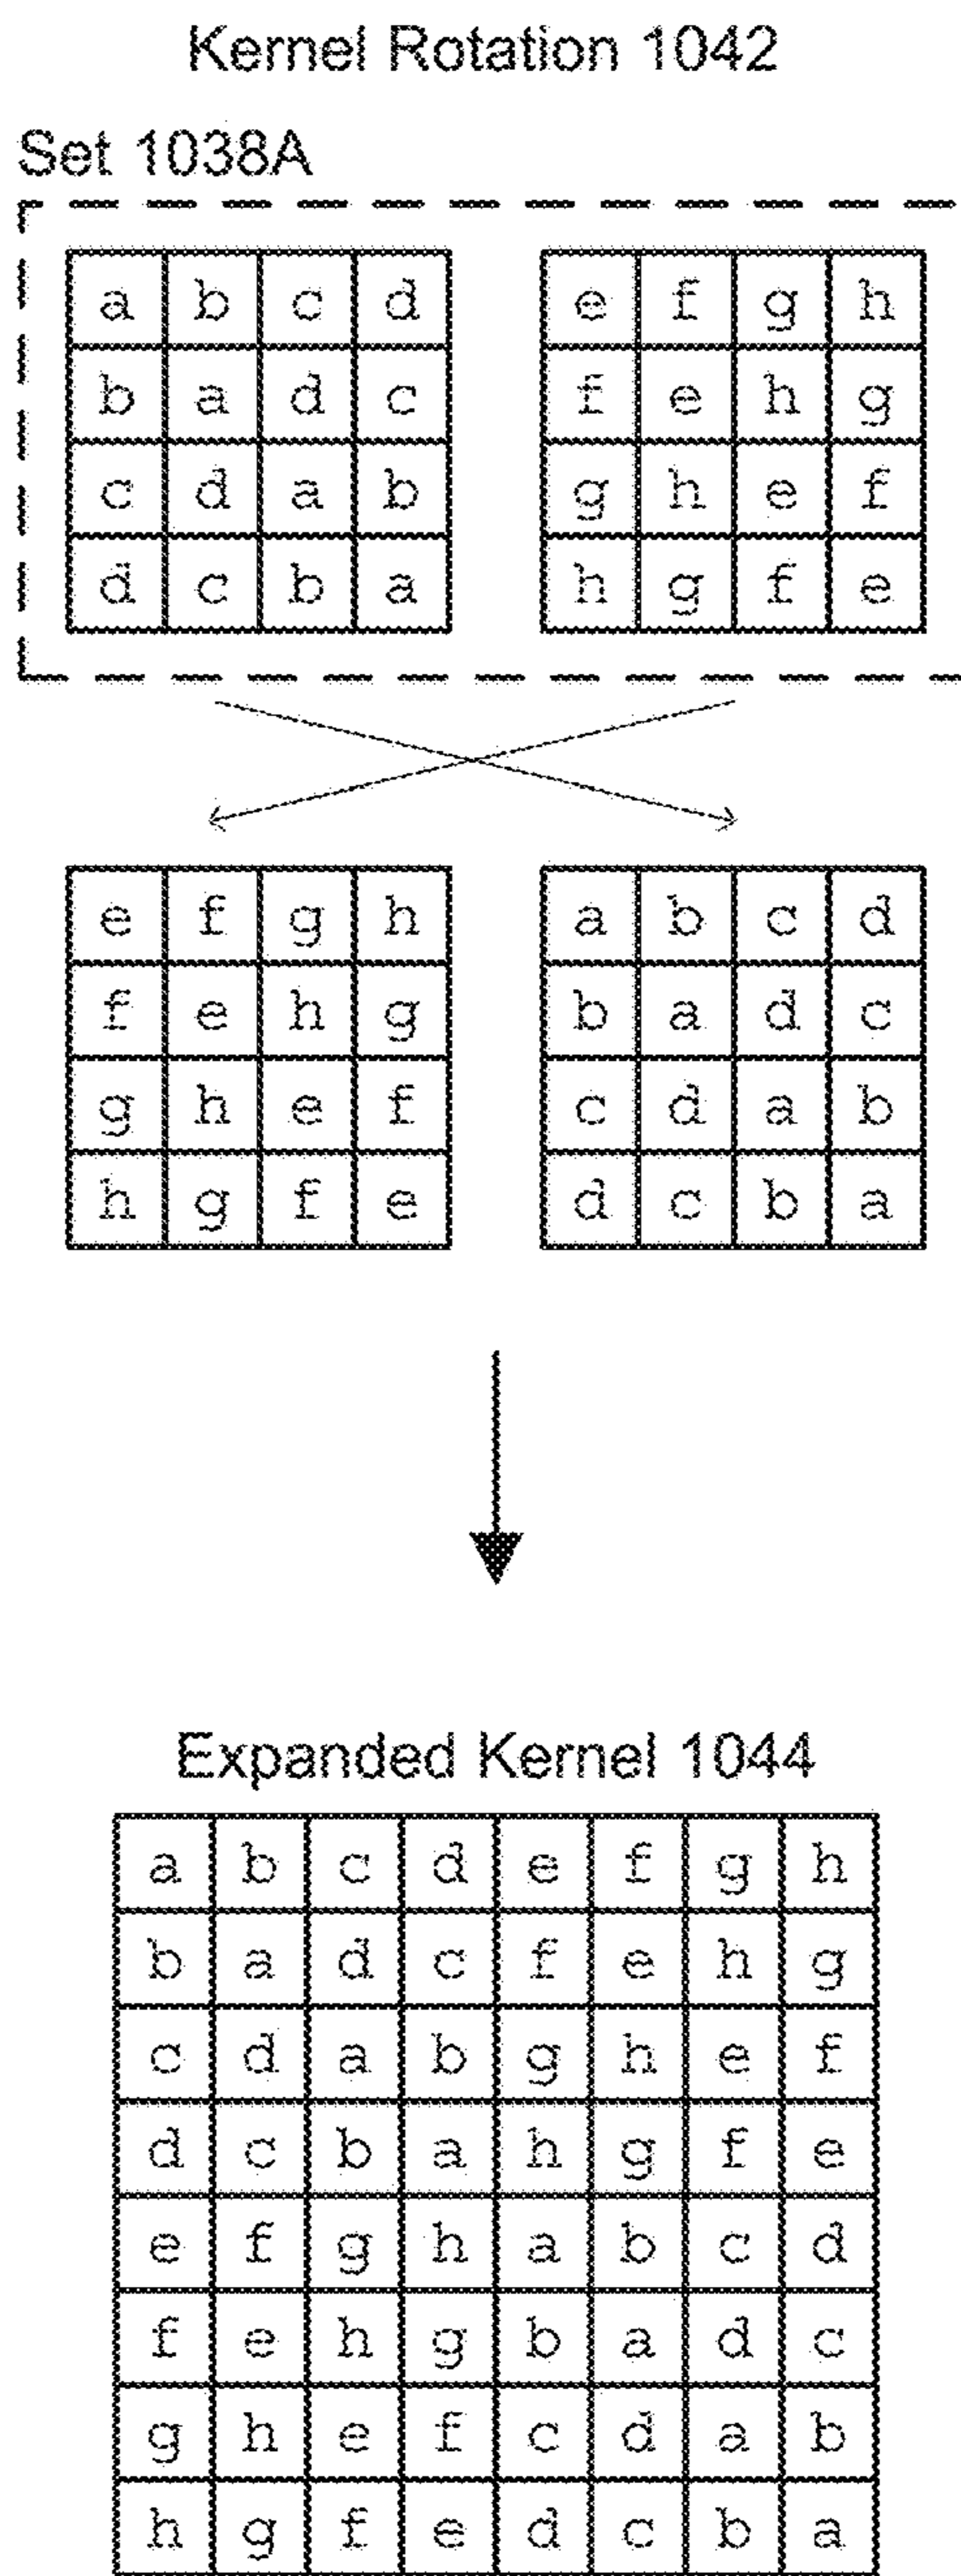 Kernel Rotation 1042
Set 1038A
a b c d e f g h
b a d c f e h g
c d a b g h e f
d c b a h g f e
e f g h a b c d
f e h g b a d c
g h e f c d a b
h g f e d c b a
Expanded Kernel 1044
a b c d e f g h
b a d c f e h g
c d a b g h e f
d c b a h g f e
e f g h a b c d
f e h g b a d c
g h e f c d a b
h g f e d c b a